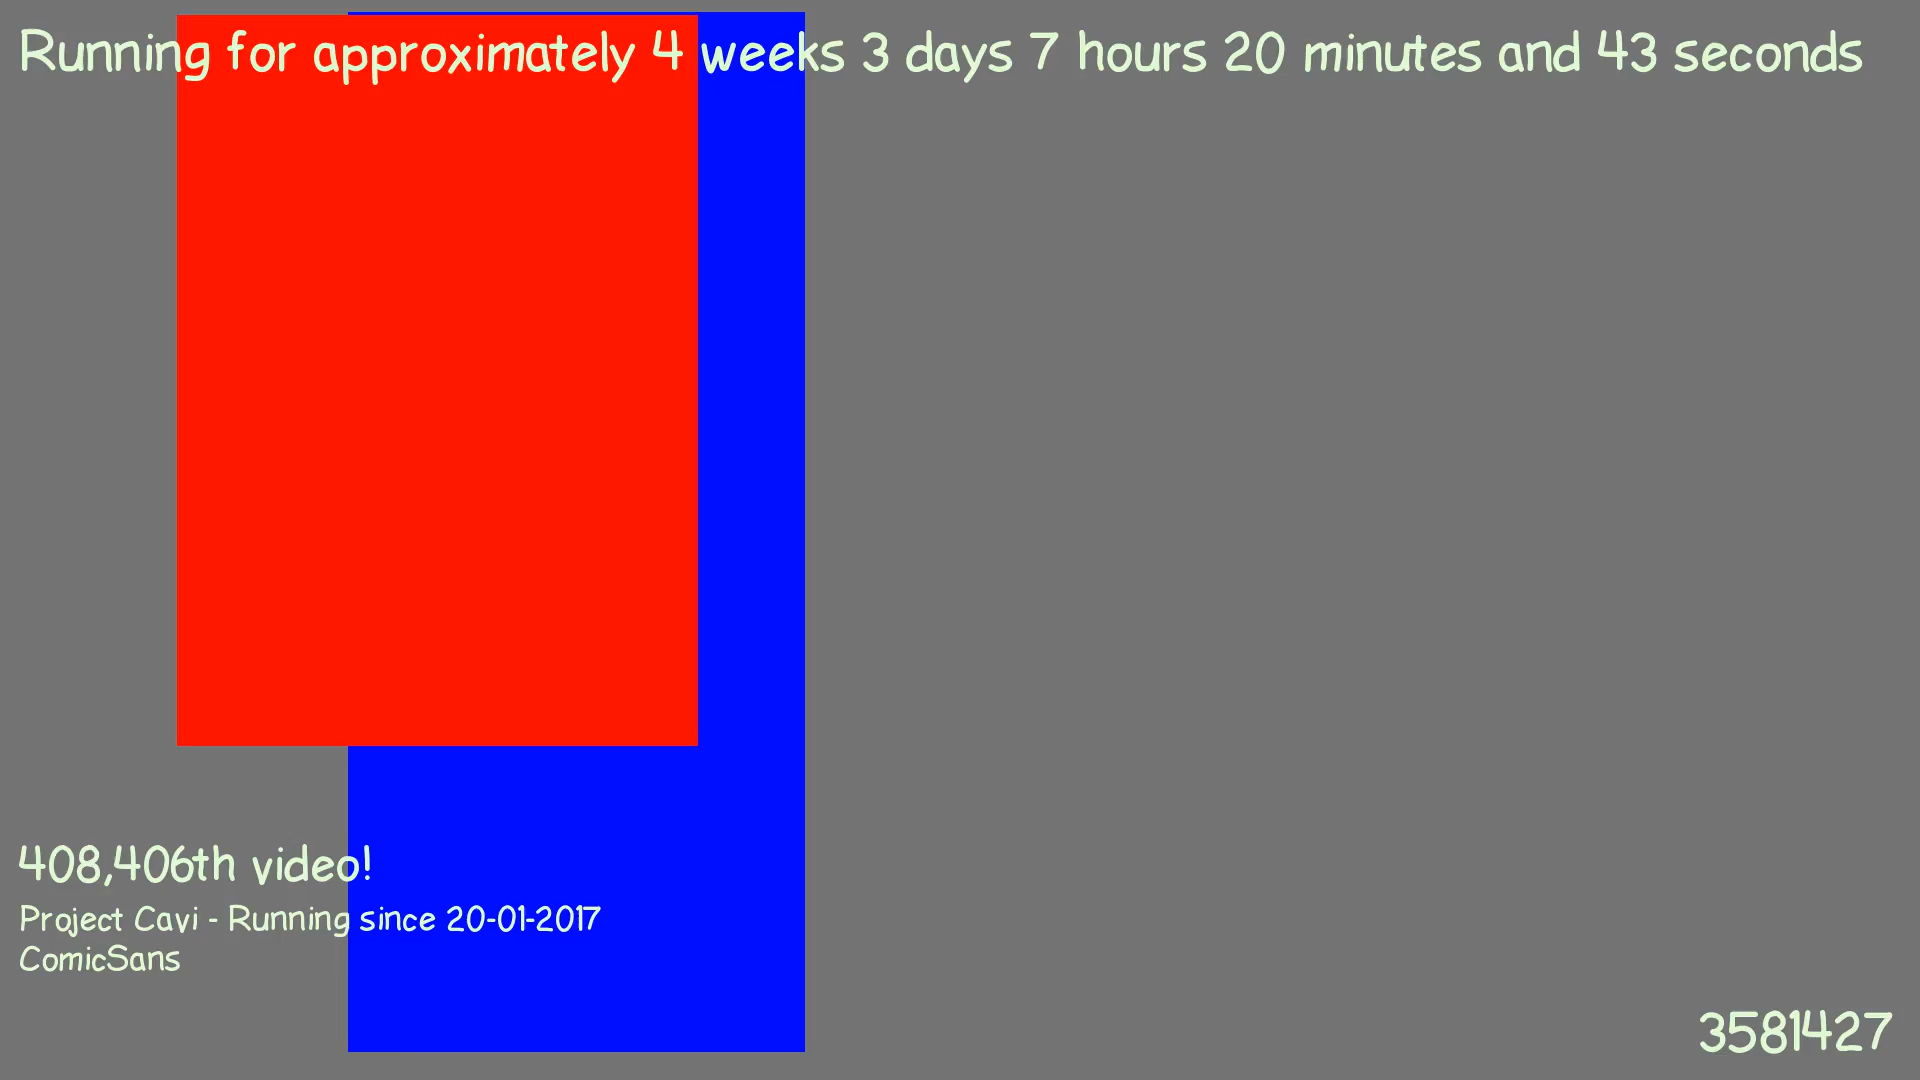 Running for approximately 4 weeks 3 days 7 hours 20 minutes and 43 seconds
408,406th video!
Project Cavi - Running since 20-01-2017
ComicSans
3581427